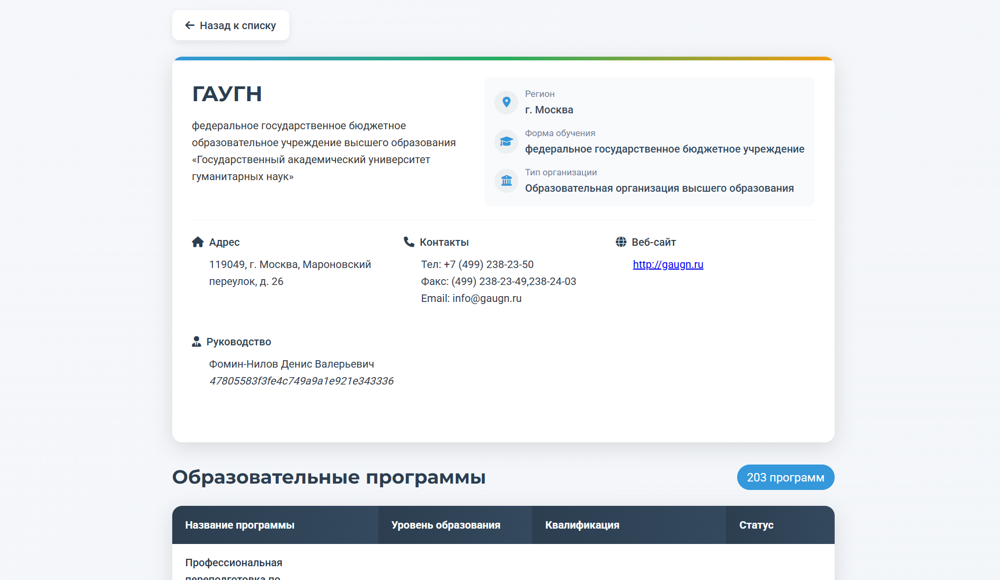 Назад к списку
ГАУГН
федеральное государственное бюджетное
образовательное учреждение высшего образования
«Государственный академический университет
гуманитарных наук»
Регион
г. Москва
Форма обучения
федеральное государственное бюджетное учреждение
Тип организации
Образовательная организация высшего образования
Адрес
119049, г. Москва, Мароновский
переулок, д. 26
Контакты
Тел: +7 (499) 238-23-50
Факс: (499) 238-23-49,238-24-03
Email: info@gaugn.ru
Веб-сайт
http://gaugn.ru
Руководство
Фомин-Нилов Денис Валерьевич
47805583f3fe4c749a9a1e921e343336
Образовательные программы
203 программ
Название программы
Уровень образования
Квалификация
Статус
Профессиональная
переподготовка по